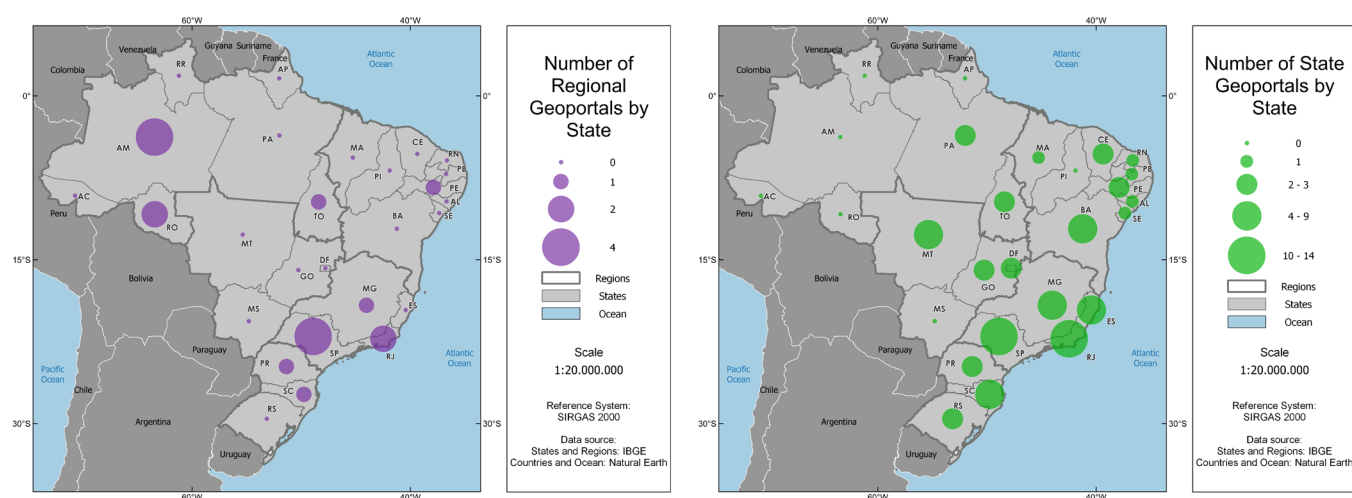 60°W
40°W
Venezuela
Guyana
Suriname
France
Colombia
Atlantic
Ocean
RR
AP
0°
0°
AM
PA
MA
CE
RN
PB
PI
PE
AL
SE
AC
Peru
RO
TO
BA
MT
15°S
15°S
DF
GO
Bolivia
MG
ES
MS
SP
RJ
Paraguay
PR
Atlantic
Ocean
Pacific
Ocean
Chile
SC
RS
Argentina
30°S
30°S
Uruguay
60°W
40°W
Number of
Regional
Geoportals by
State
0
1
2
4
Regions
States
Ocean
Scale
1:20.000.000
Reference System:
SIRGAS 2000
Data source:
States and Regions: IBGE
Countries and Ocean: Natural Earth
60°W
40°W
Venezuela
Guyana
Suriname
France
Colombia
Atlantic
Ocean
RR
AP
0°
0°
AM
PA
MA
CE
RN
PB
PI
PE
AL
SE
AC
Peru
RO
TO
BA
MT
15°S
15°S
DF
GO
Bolivia
MG
ES
MS
SP
RJ
Paraguay
PR
Atlantic
Ocean
Pacific
Ocean
Chile
SC
RS
Argentina
30°S
30°S
Uruguay
60°W
40°W
Number of State
Geoportals by
State
0
1
2 - 3
4 - 9
10 - 14
Regions
States
Ocean
Scale
1:20.000.000
Reference System:
SIRGAS 2000
Data source:
States and Regions: IBGE
Countries and Ocean: Natural Earth